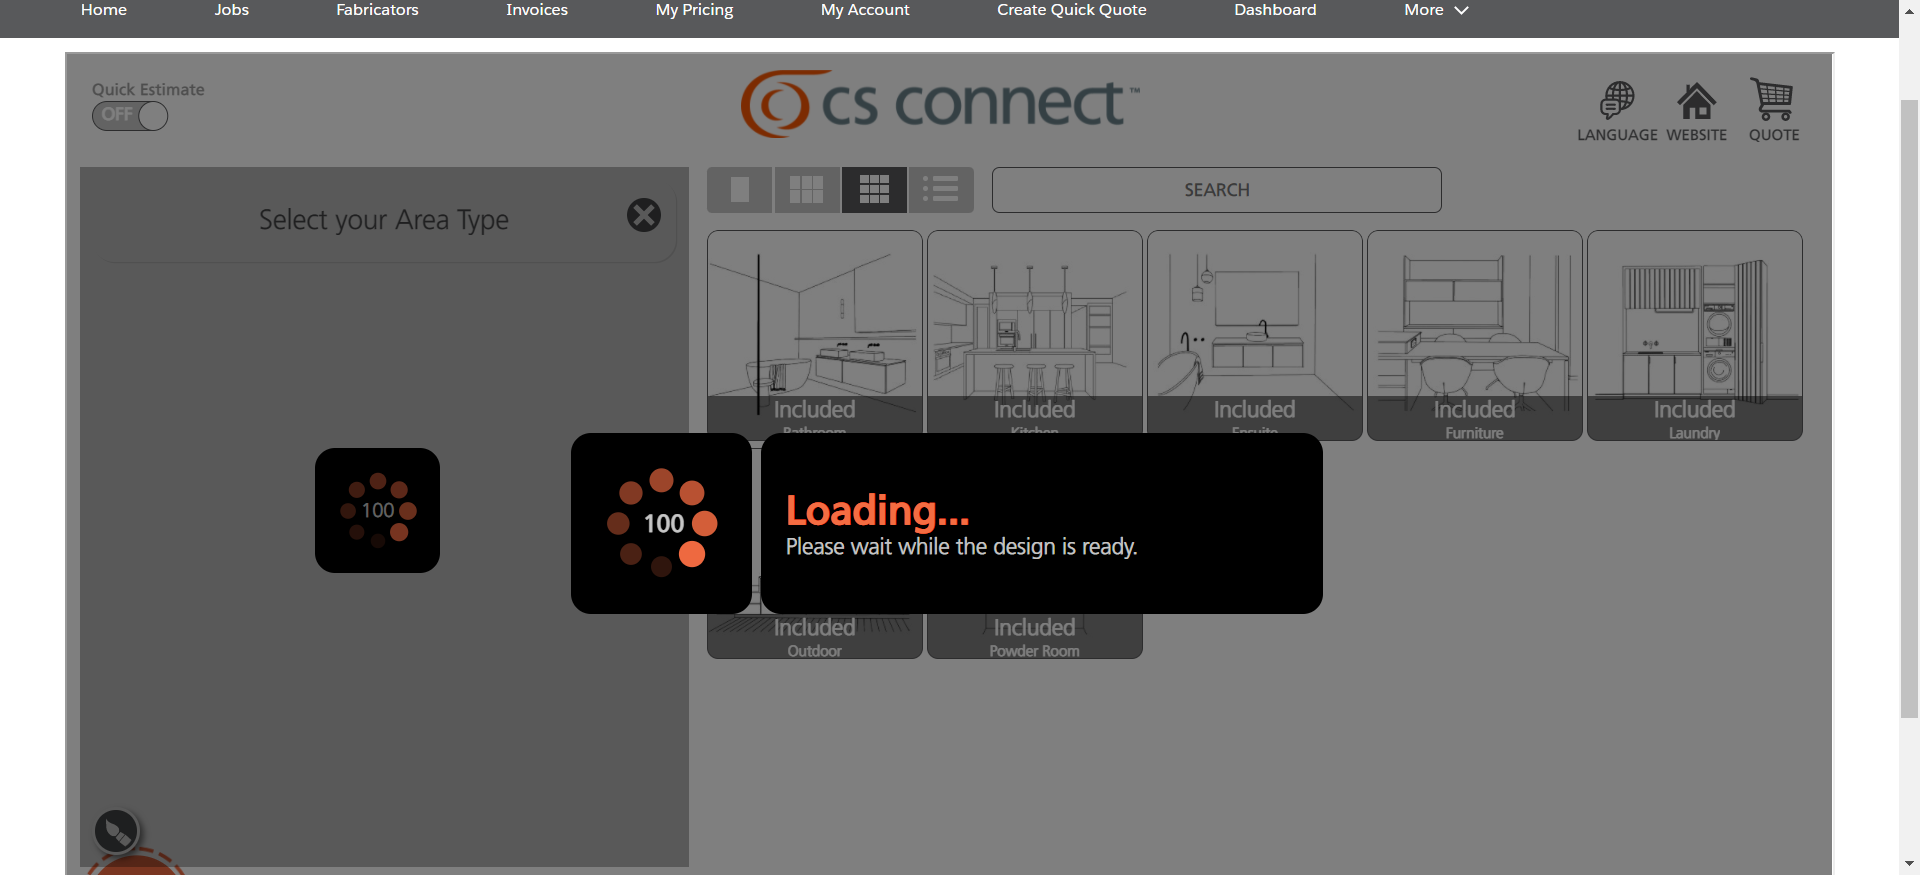 Home Jobs Fabricators Invoices My Pricing My Account Create Quick Quote Dashboard More
Quick Estimate
OFF
cs connect™
LANGUAGE WEBSITE QUOTE
Select your Area Type
SEARCH
Included Included Included Included Included
Bathroom Kitchen Ensuite Furniture Laundry
100
100
Loading...
Please wait while the design is ready.
Included Included
Outdoor Powder Room